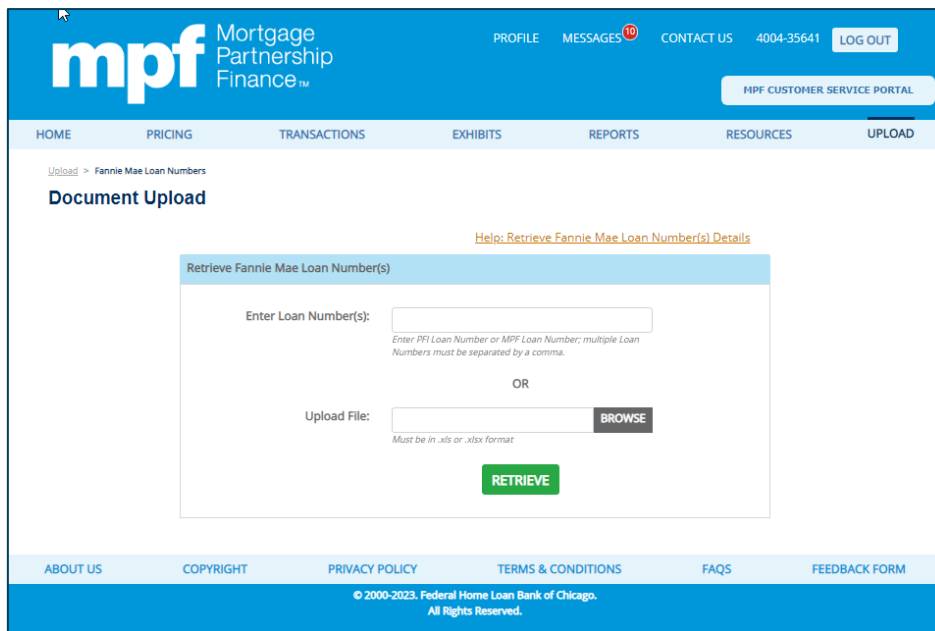 mpf Mortgage
Partnership
Finance™
PROFILE MESSAGES 10 CONTACT US 4004-35641 LOG OUT
MPF CUSTOMER SERVICE PORTAL
HOME PRICING TRANSACTIONS EXHIBITS REPORTS RESOURCES UPLOAD
Upload > Fannie Mae Loan Numbers
Document Upload
Help: Retrieve Fannie Mae Loan Number(s) Details
Retrieve Fannie Mae Loan Number(s)
Enter Loan Number(s):
Enter PFI Loan Number or MPF Loan Number; multiple Loan
Numbers must be separated by a comma.
OR
Upload File: BROWSE
Must be in .xls or .xlsx format
RETRIEVE
ABOUT US COPYRIGHT PRIVACY POLICY TERMS & CONDITIONS FAQS FEEDBACK FORM
© 2000-2023. Federal Home Loan Bank of Chicago.
All Rights Reserved.